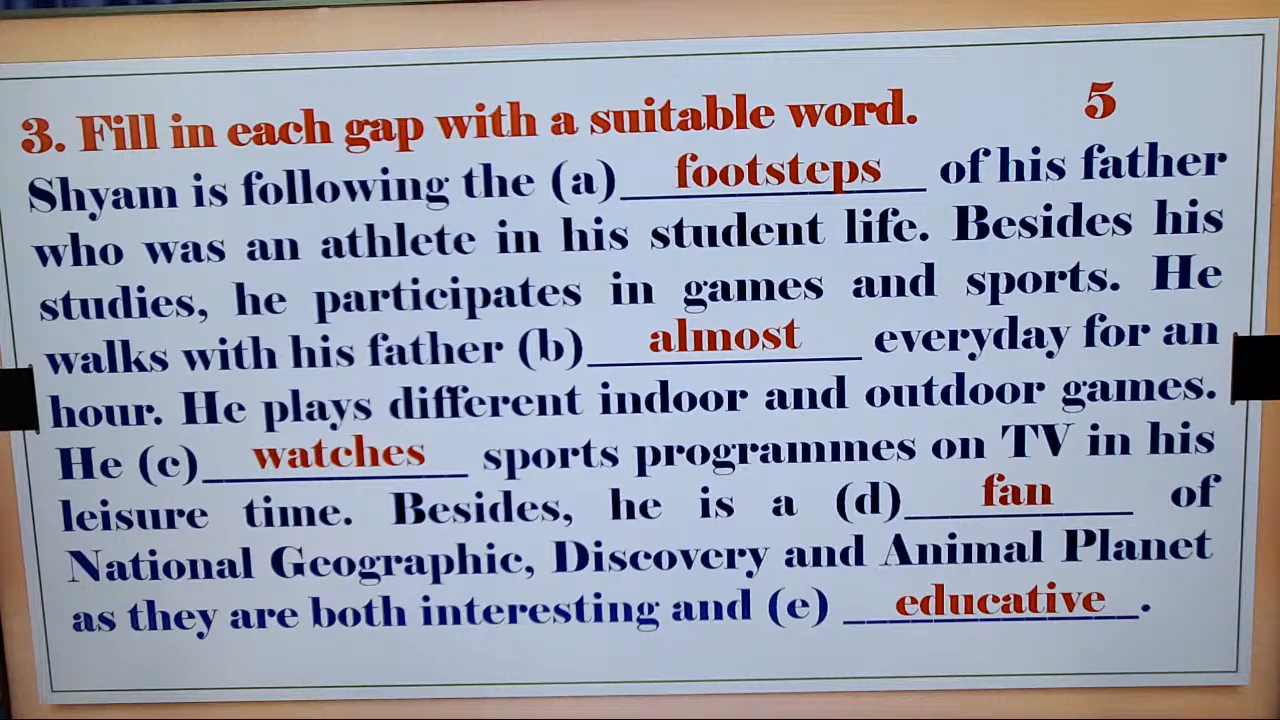 3. Fill in each gap with a suitable word. 5
Shyam is following the (a) footsteps of his father
who was an athlete in his student life. Besides his
studies, he participates in games and sports. He
walks with his father (b) almost everyday for an
hour. He plays different indoor and outdoor games.
He (c) watches sports programmes on TV in his
leisure time. Besides, he is a (d) fan of
National Geographic, Discovery and Animal Planet
as they are both interesting and (e) educative.